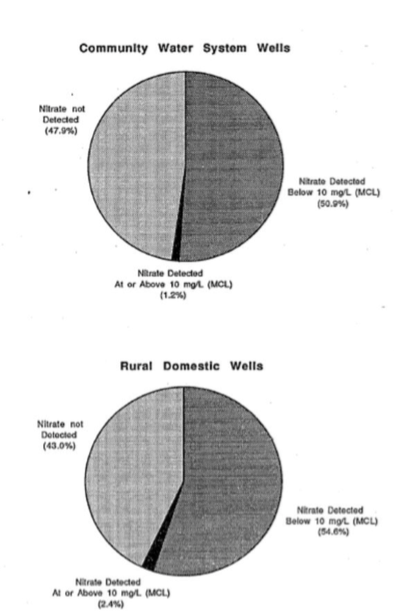 Community Water System Wells
Nitrate not
Detected
(47.9%)
Nitrate Detected
Below 10 mg/L (MCL)
(50.9%)
Nitrate Detected
At or Above 10 mg/L (MCL)
(1.2%)
Rural Domestic Wells
Nitrate not
Detected
(43.0%)
Nitrate Detected
Below 10 mg/L (MCL)
(54.6%)
Nitrate Detected
At or Above 10 mg/L (MCL)
(2.4%)